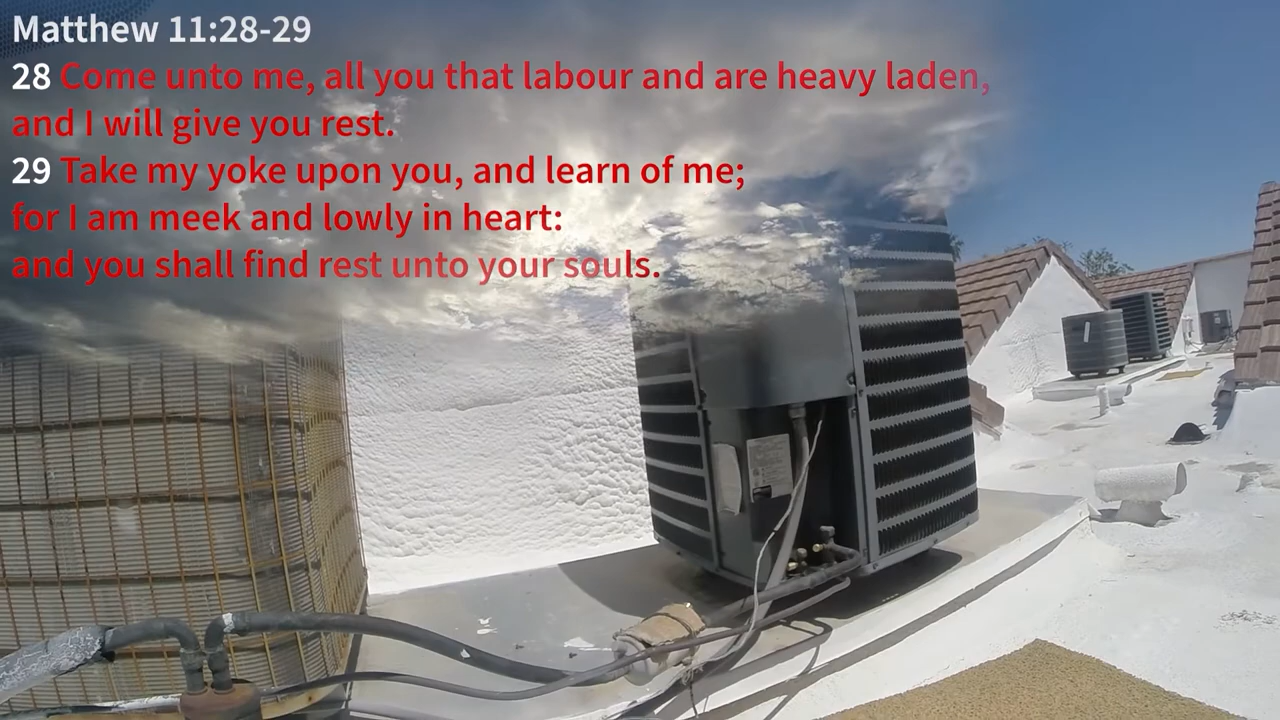 Matthew 11:28-29
28 Come unto me, all you that labour and are heavy laden,
and I will give you rest.
29 Take my yoke upon you, and learn of me;
for I am meek and lowly in heart:
and you shall find rest unto your souls.